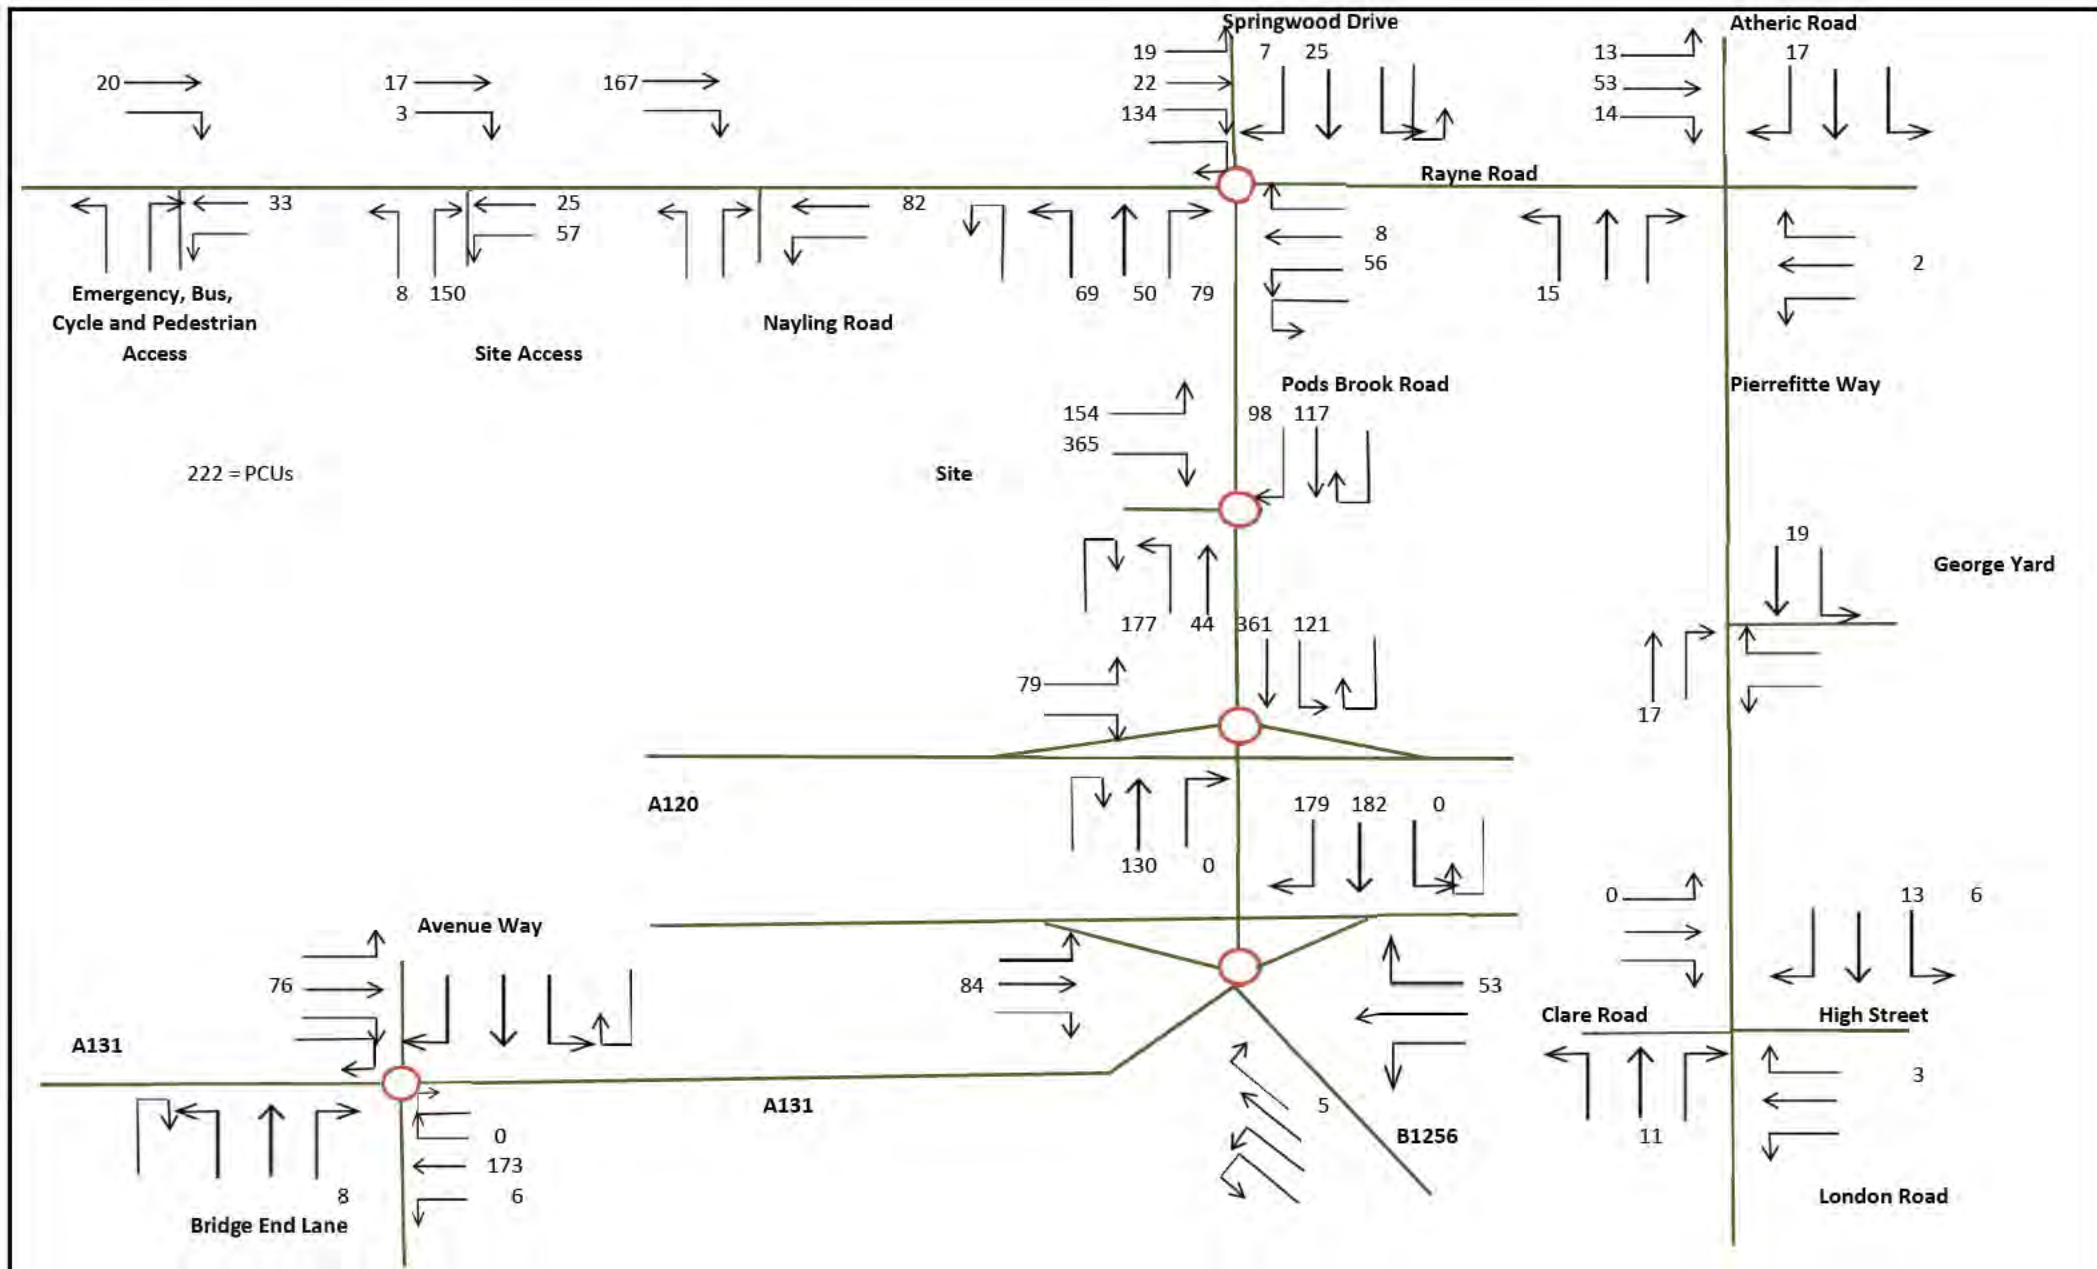 Springwood Drive
Atheric Road
19 7 25 13 17
20 17 167 22 53
3 134 14
Rayne Road
33 25 82 8 2
57 56
8 150 69 50 79 15
Emergency, Bus,
Cycle and Pedestrian
Access
Site Access
Nayling Road
Pods Brook Road
Pierrefitte Way
154 98 117
365
222 = PCUs
Site
19
George Yard
177 44 361 121
79
17
A120
179 182 0
130 0
0 13 6
Avenue Way
76 84 53
Clare Road
High Street
A131
3
A131
5
B1256
0 11
173
8 6
Bridge End Lane
London Road